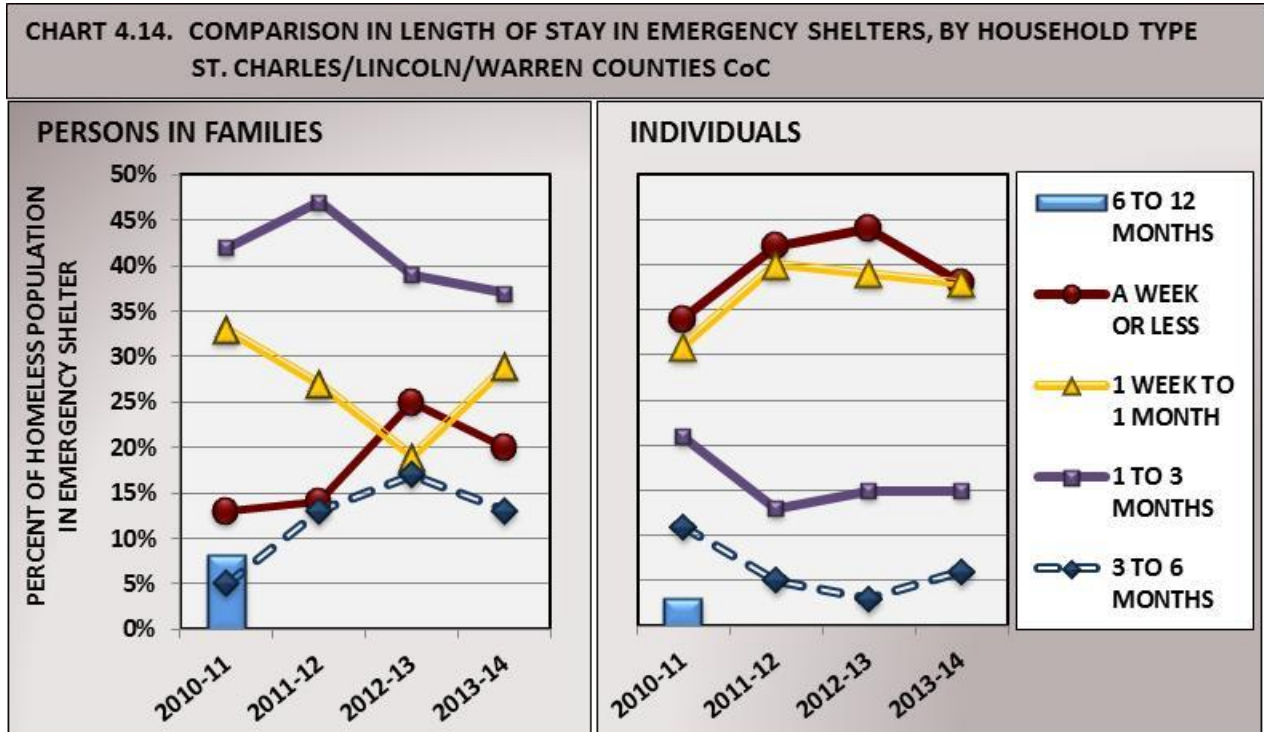 CHART 4.14. COMPARISON IN LENGTH OF STAY IN EMERGENCY SHELTERS, BY HOUSEHOLD TYPE
ST. CHARLES/LINCOLN/WARREN COUNTIES CoC
PERSONS IN FAMILIES
PERCENT OF HOMELESS POPULATION
IN EMERGENCY SHELTER
50%
45%
40%
35%
30%
25%
20%
15%
10%
5%
0%
2010-11
2011-12
2012-13
2013-14
INDIVIDUALS
2010-11
2011-12
2012-13
2013-14
6 TO 12
MONTHS
A WEEK
OR LESS
1 WEEK TO
1 MONTH
1 TO 3
MONTHS
3 TO 6
MONTHS